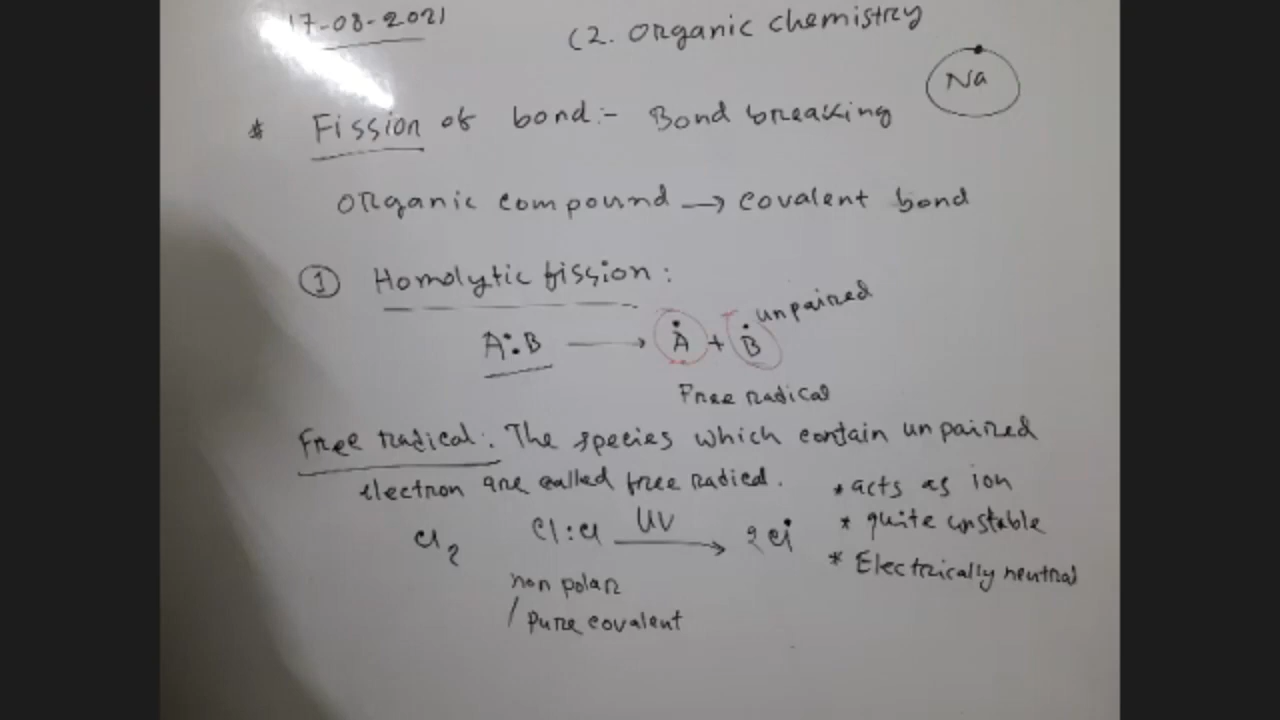 17-08-2021
(2. Organic chemistry
Na
* Fission of bond:- Bond breaking
Organic compound → covalent bond
① Homolytic fission:
A:B → Ȧ + Ḃ unpaired
Free radical
Free radical: The species which contain unpaired
electron are called free radical.
* acts as ion
Cl2 Cl:Cl UV → 2Cl•
* quite unstable
* Electrically neutral
non polar
/ pure covalent